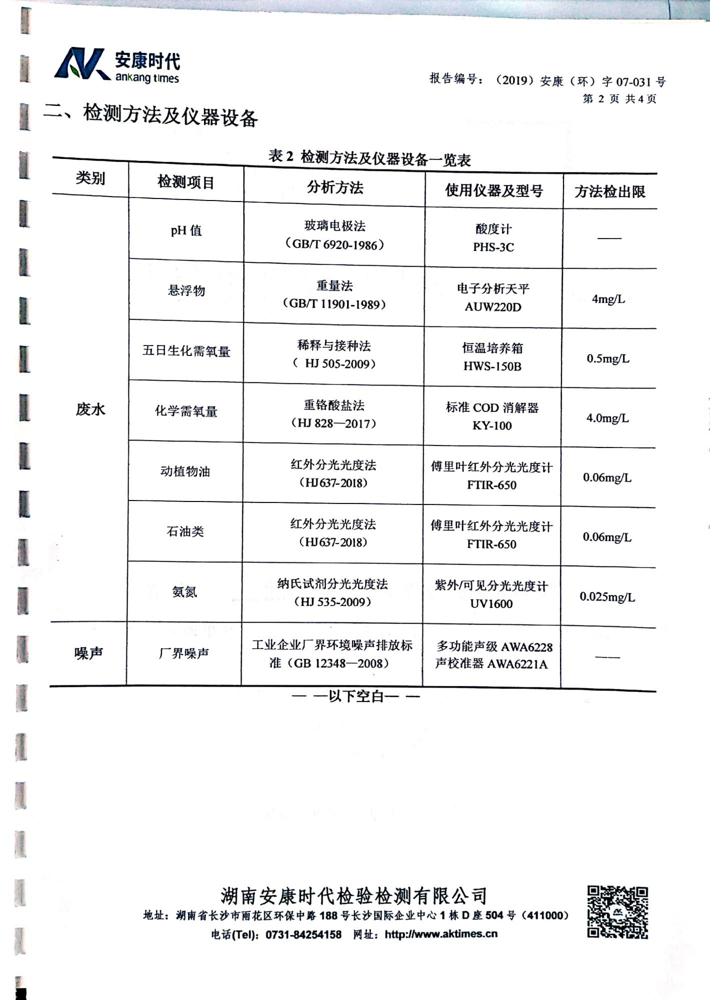 安康时代
ankang times
报告编号：（2019）安康（环）字 07-031 号
第 2 页 共4页
二、检测方法及仪器设备
表 2 检测方法及仪器设备一览表
类别 检测项目 分析方法 使用仪器及型号 方法检出限
废水
pH 值
玻璃电极法
（GB/T 6920-1986）
酸度计
PHS-3C
——
悬浮物
重量法
（GB/T 11901-1989）
电子分析天平
AUW220D
4mg/L
五日生化需氧量
稀释与接种法
（ HJ 505-2009）
恒温培养箱
HWS-150B
0.5mg/L
化学需氧量
重铬酸盐法
（HJ 828—2017）
标准 COD 消解器
KY-100
4.0mg/L
动植物油
红外分光光度法
（HJ637-2018）
傅里叶红外分光光度计
FTIR-650
0.06mg/L
石油类
红外分光光度法
（HJ637-2018）
傅里叶红外分光光度计
FTIR-650
0.06mg/L
氨氮
纳氏试剂分光光度法
（HJ 535-2009）
紫外/可见分光光度计
UV1600
0.025mg/L
噪声
厂界噪声
工业企业厂界环境噪声排放标
准（GB 12348—2008）
多功能声级 AWA6228
声校准器 AWA6221A
——
— —以下空白— —
湖南安康时代检验检测有限公司
地址：湖南省长沙市雨花区环保中路 188 号长沙国际企业中心 1 栋 D 座 504 号（411000）
电话(Tel)：0731-84254158 网址：http://www.aktimes.cn